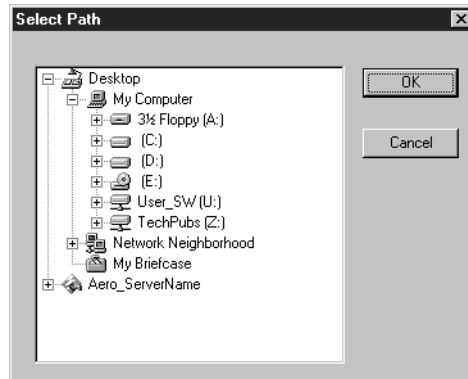 Select Path
Desktop
My Computer
3½ Floppy (A:)
(C:)
(D:)
(E:)
User_SW (U:)
TechPubs (Z:)
Network Neighborhood
My Briefcase
Aero_ServerName
OK
Cancel